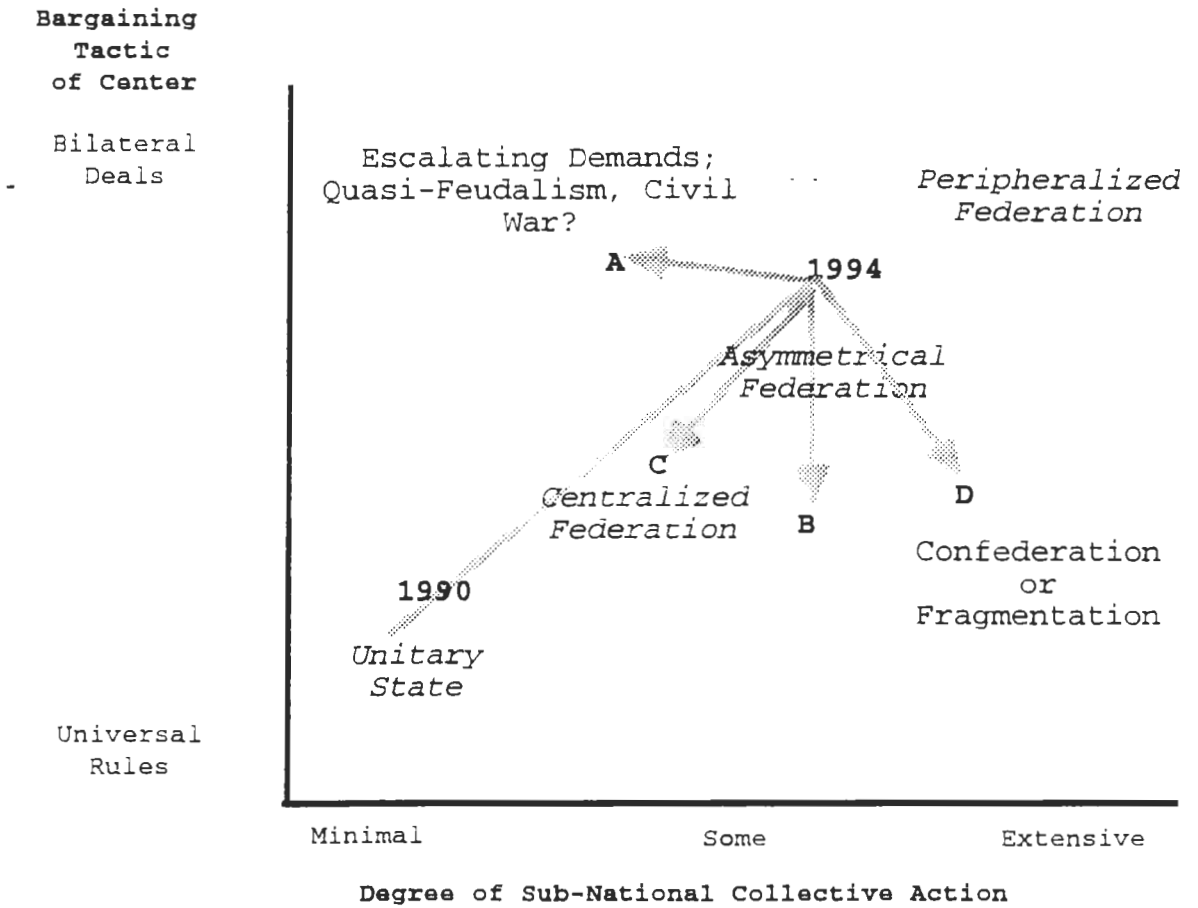 Bargaining
Tactic
of Center
Bilateral
Deals
Escalating Demands;
Quasi-Feudalism, Civil
War?
Peripheralized
Federation
A
1994
Asymmetrical
Federation
C
Centralized
Federation
B
D
Confederation
or
Fragmentation
1990
Unitary
State
Universal
Rules
Minimal
Some
Extensive
Degree of Sub-National Collective Action